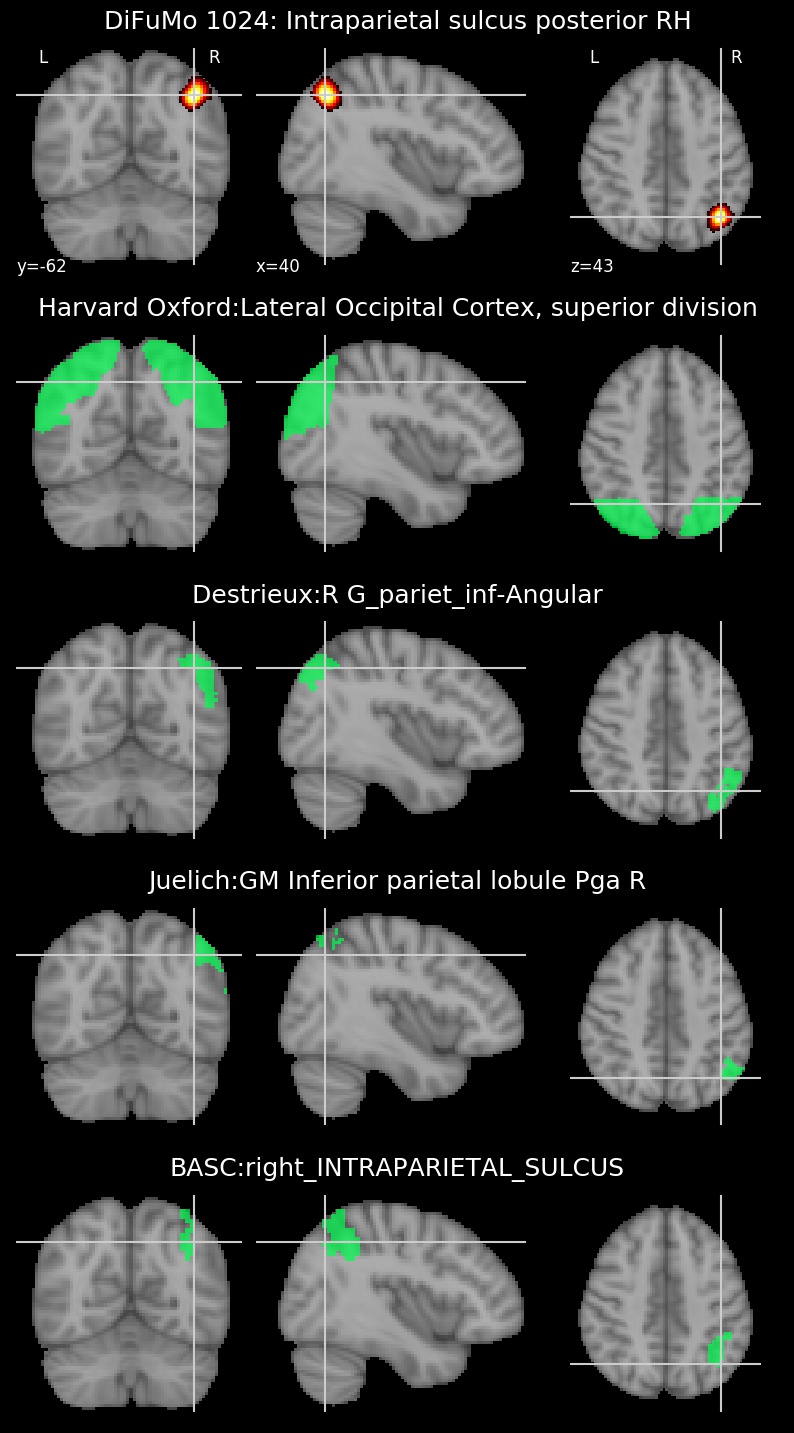 DiFuMo 1024: Intraparietal sulcus posterior RH
L R L R
y=-62 x=40 z=43
Harvard Oxford:Lateral Occipital Cortex, superior division
Destrieux:R G_pariet_inf-Angular
Juelich:GM Inferior parietal lobule Pga R
BASC:right_INTRAPARIETAL_SULCUS